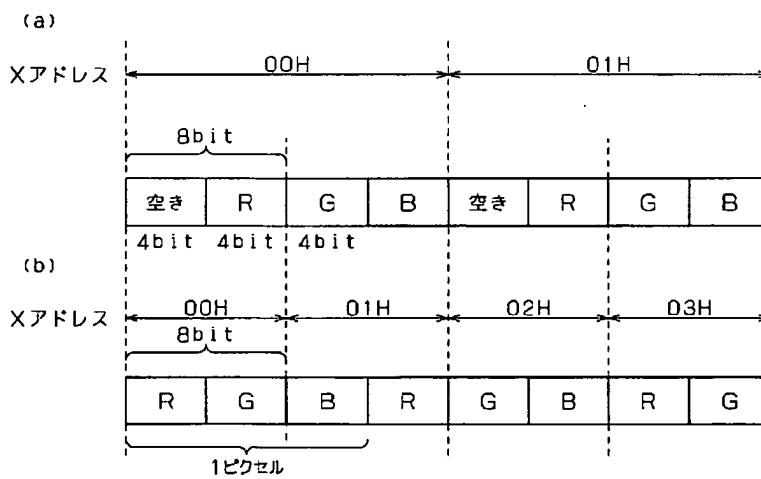 (a)
Xアドレス 00H 01H
8bit
空き R G B 空き R G B
4bit 4bit 4bit
(b)
Xアドレス 00H 01H 02H 03H
8bit
R G B R G B R G
1ピクセル